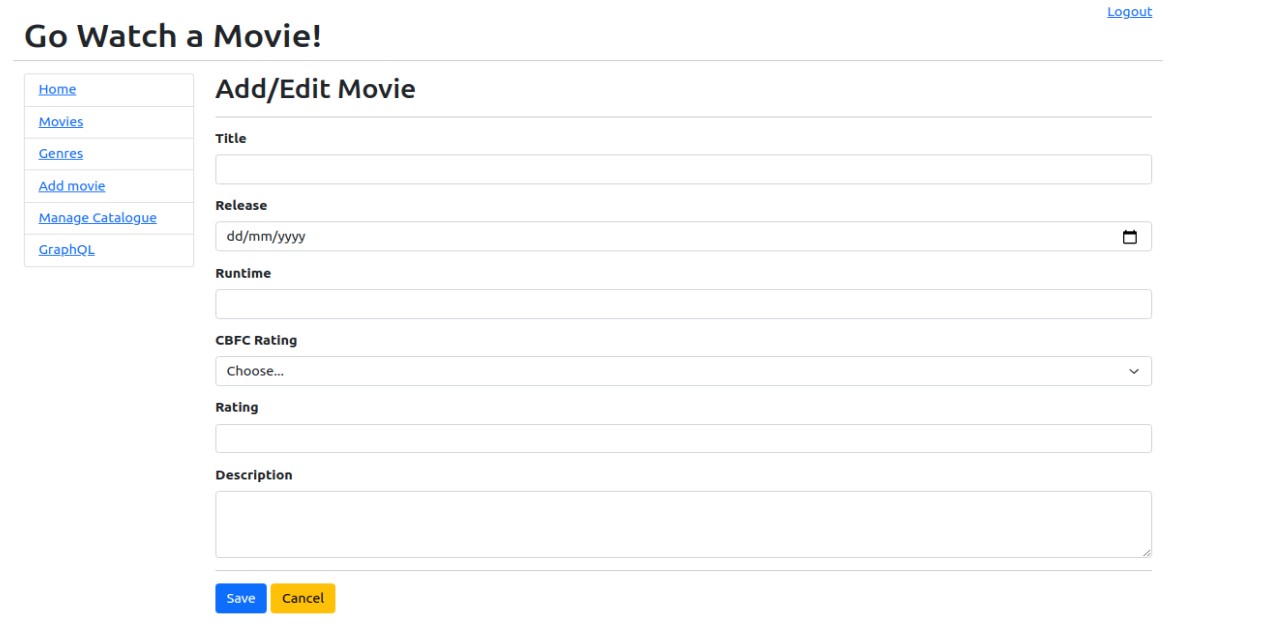 Logout
Go Watch a Movie!
Home
Movies
Genres
Add movie
Manage Catalogue
GraphQL
Add/Edit Movie
Title
Release
dd/mm/yyyy
Runtime
CBFC Rating
Choose...
Rating
Description
Save Cancel